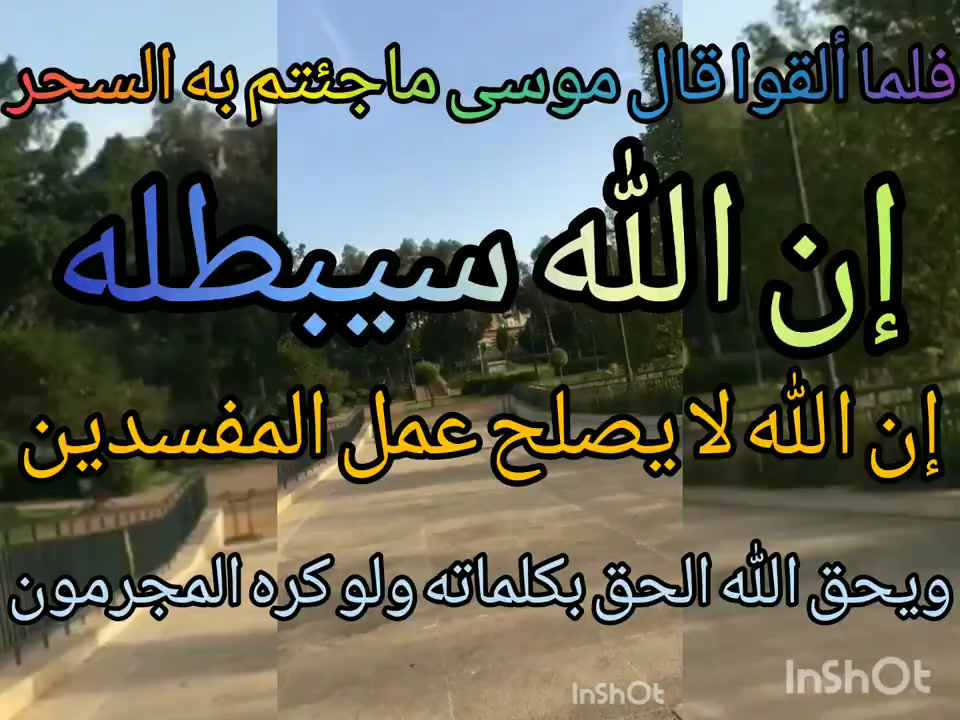 فلما ألقوا قال موسى ماجئتم به السحر
إن الله سيبطله
إن الله لا يصلح عمل المفسدين
ويحق الله الحق بكلماته ولو كره المجرمون
InShOt
InShOt